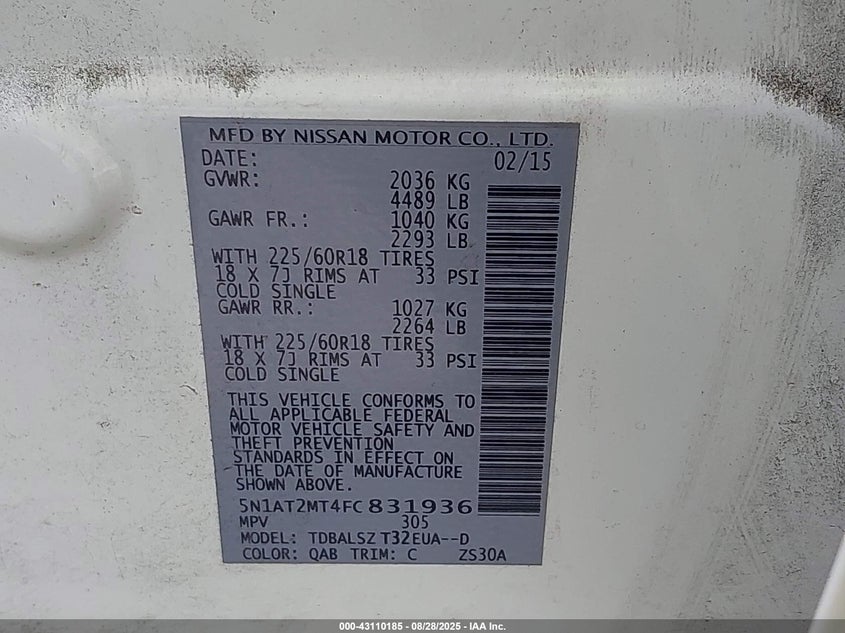 MFD BY NISSAN MOTOR CO., LTD.
DATE: 02/15
GVWR: 2036 KG
4489 LB
GAWR FR.: 1040 KG
2293 LB
WITH 225/60R18 TIRES
18 X 7J RIMS AT 33 PSI
COLD SINGLE
GAWR RR.: 1027 KG
2264 LB
WITH 225/60R18 TIRES
18 X 7J RIMS AT 33 PSI
COLD SINGLE
THIS VEHICLE CONFORMS TO
ALL APPLICABLE FEDERAL
MOTOR VEHICLE SAFETY AND
THEFT PREVENTION
STANDARDS IN EFFECT ON
THE DATE OF MANUFACTURE
SHOWN ABOVE.
5N1AT2MT4FC831936
MPV 305
MODEL: TDBALSZ T32EUA--D
COLOR: QAB TRIM: C ZS30A
000-43110185 - 08/28/2025 - IAA Inc.